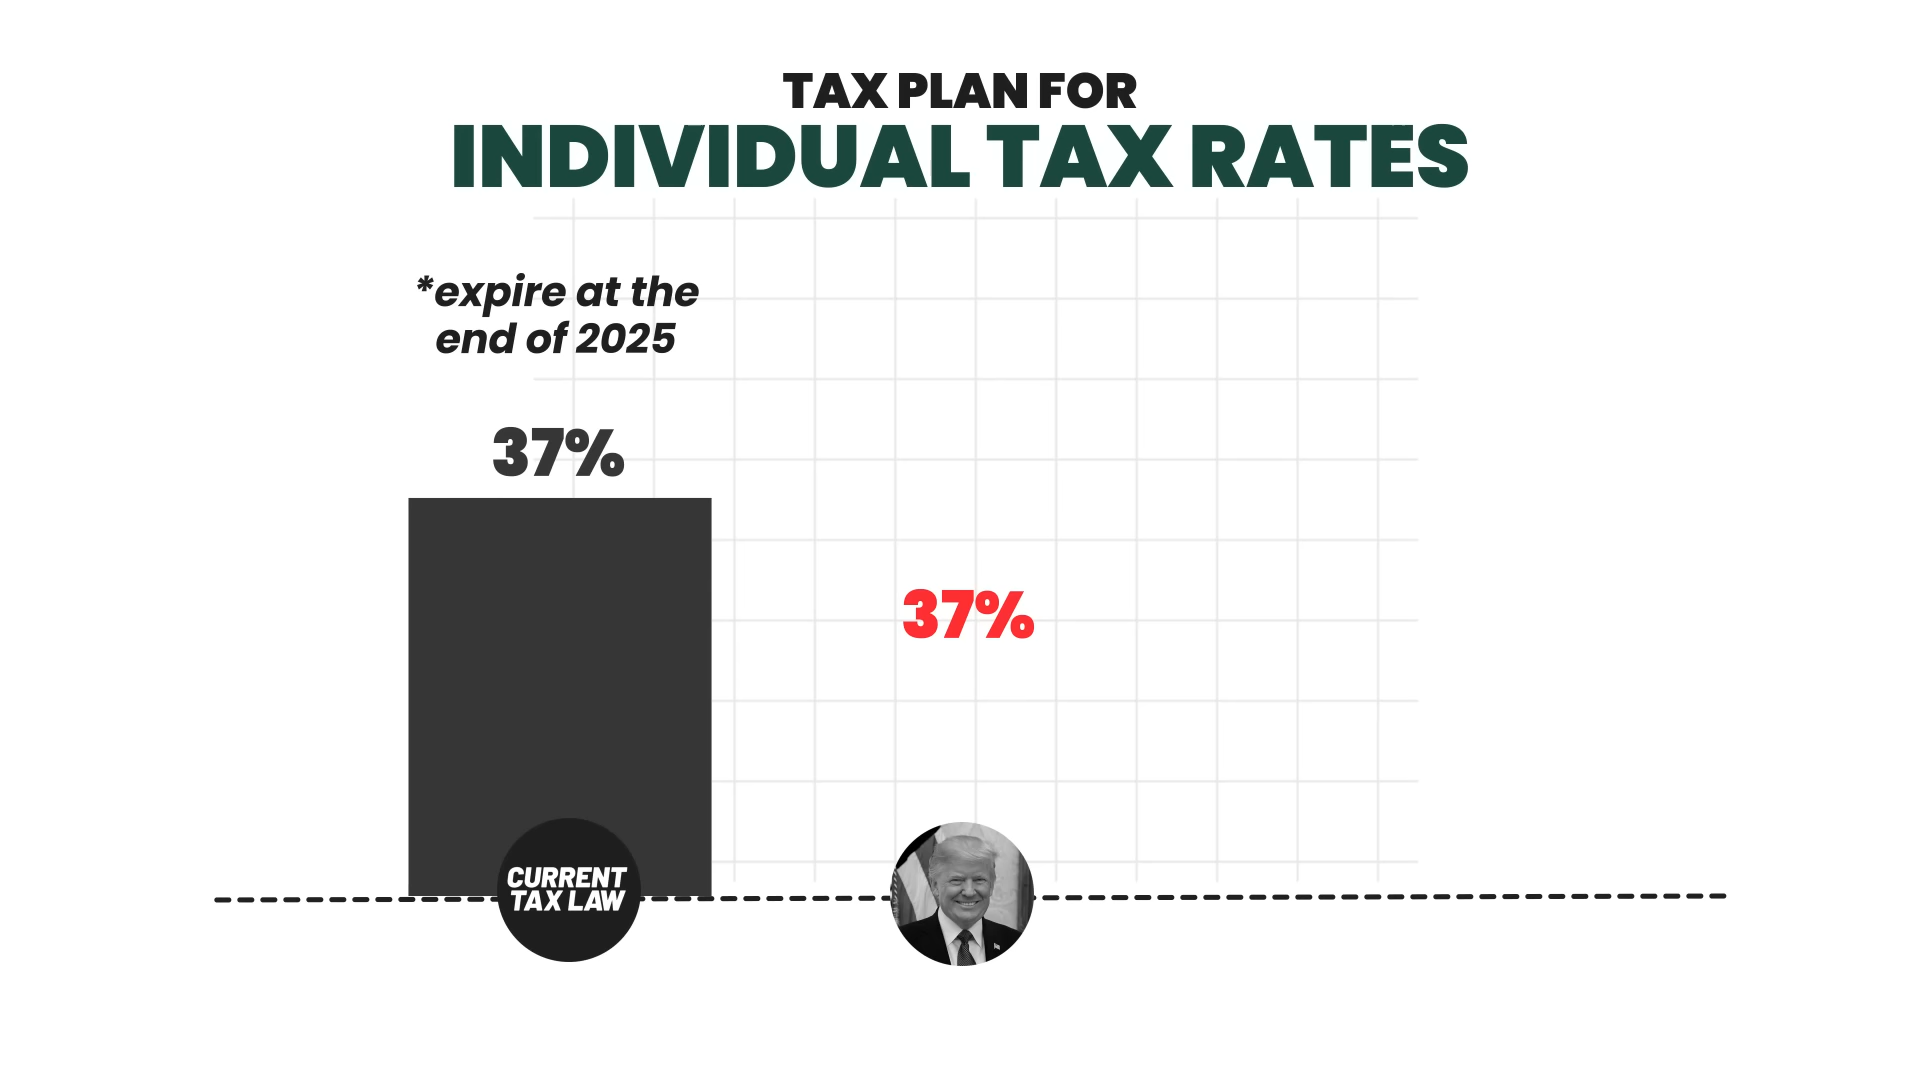 TAX PLAN FOR
INDIVIDUAL TAX RATES
*expire at the
end of 2025
37%
37%
CURRENT
TAX LAW